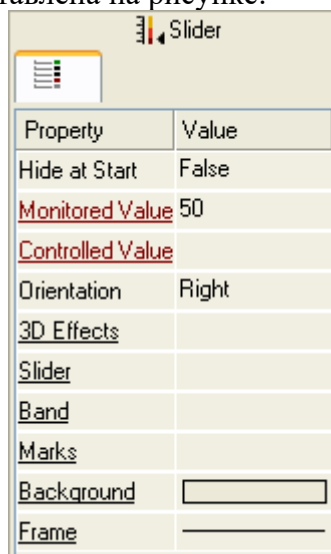 Slider
Property Value
Hide at Start False
Monitored Value 50
Controlled Value
Orientation Right
3D Effects
Slider
Band
Marks
Background
Frame